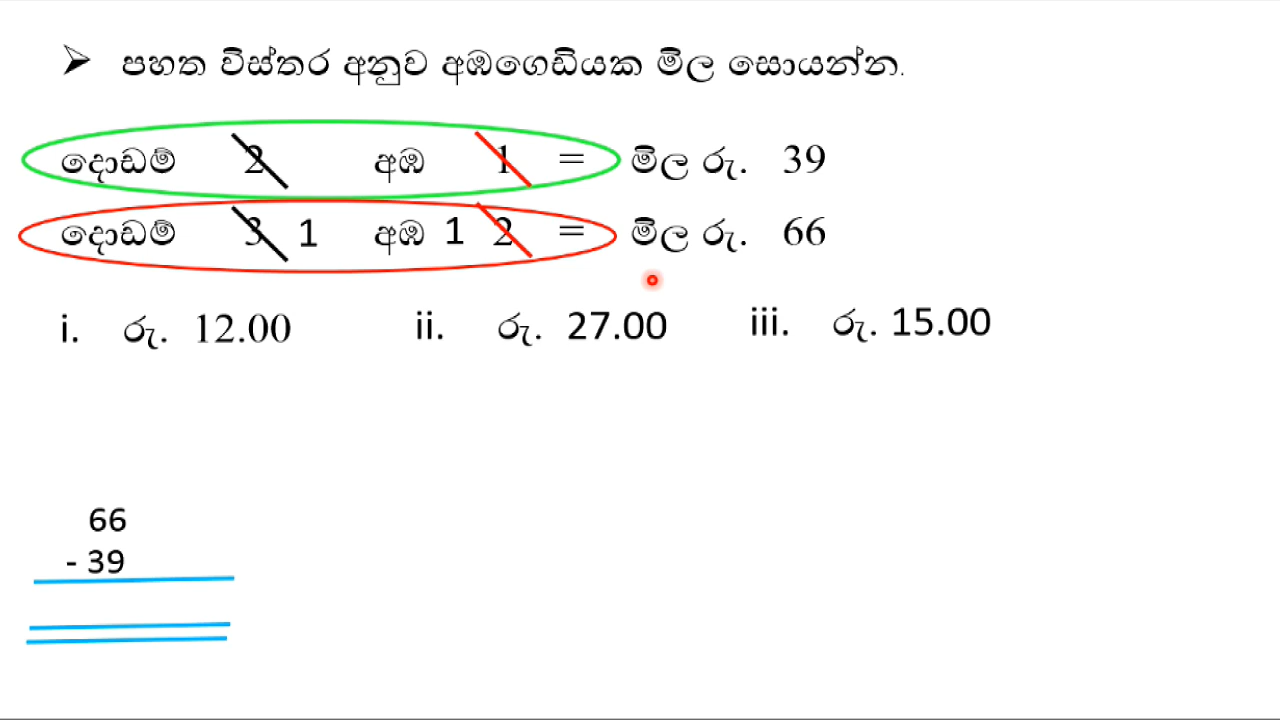 ➤ පහත විස්තර අනුව අඹගෙඩියක මිල සොයන්න.
දොඩම් 2 අඹ 1 = මිල රු. 39
දොඩම් 3 1 අඹ 1 2 = මිල රු. 66
i. රු. 12.00 ii. රු. 27.00 iii. රු. 15.00
66
- 39